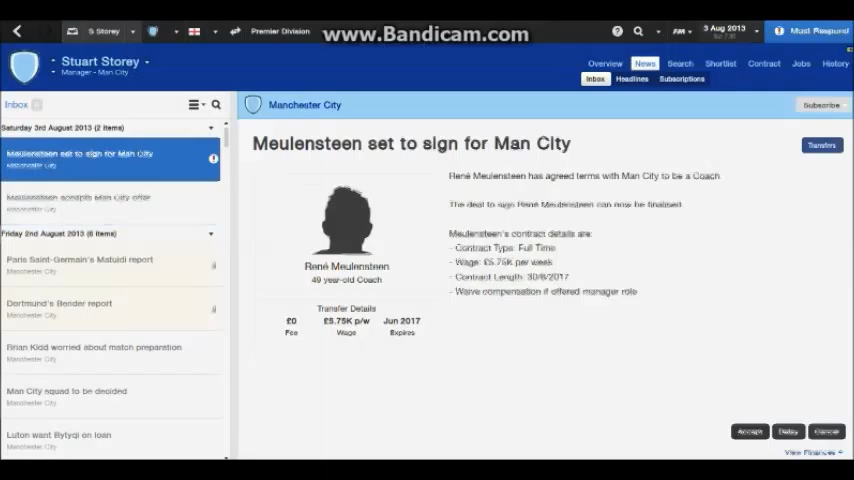 www.Bandicam.com
S Storey
Premier Division
FM
3 Aug 2013
Must Respond
Stuart Storey
Manager - Man City
Overview News Search Shortlist Contract Jobs History
Inbox Headlines Subscriptions
Inbox
Manchester City
Subscribe
Saturday 3rd August 2013 (2 items)
Meulensteen set to sign for Man City
Manchester City
Meulensteen accepts Man City offer
Manchester City
Friday 2nd August 2013 (6 items)
Paris Saint-Germain's Matuidi report
Manchester City
Dortmund's Bender report
Manchester City
Brian Kidd worried about match preparation
Manchester City
Man City squad to be decided
Manchester City
Luton want Bytyqi on loan
Manchester City
Meulensteen set to sign for Man City
Transfers
René Meulensteen
49 year-old Coach
Transfer Details
£0 £5.75K p/w Jun 2017
Fee Wage Expires
René Meulensteen has agreed terms with Man City to be a Coach
The deal to sign René Meulensteen can now be finalised
Meulensteen's contract details are:
- Contract Type: Full Time
- Wage: £5.75K per week
- Contract Length: 30/6/2017
- Waive compensation if offered manager role
Accept Delay Cancel
View Finances